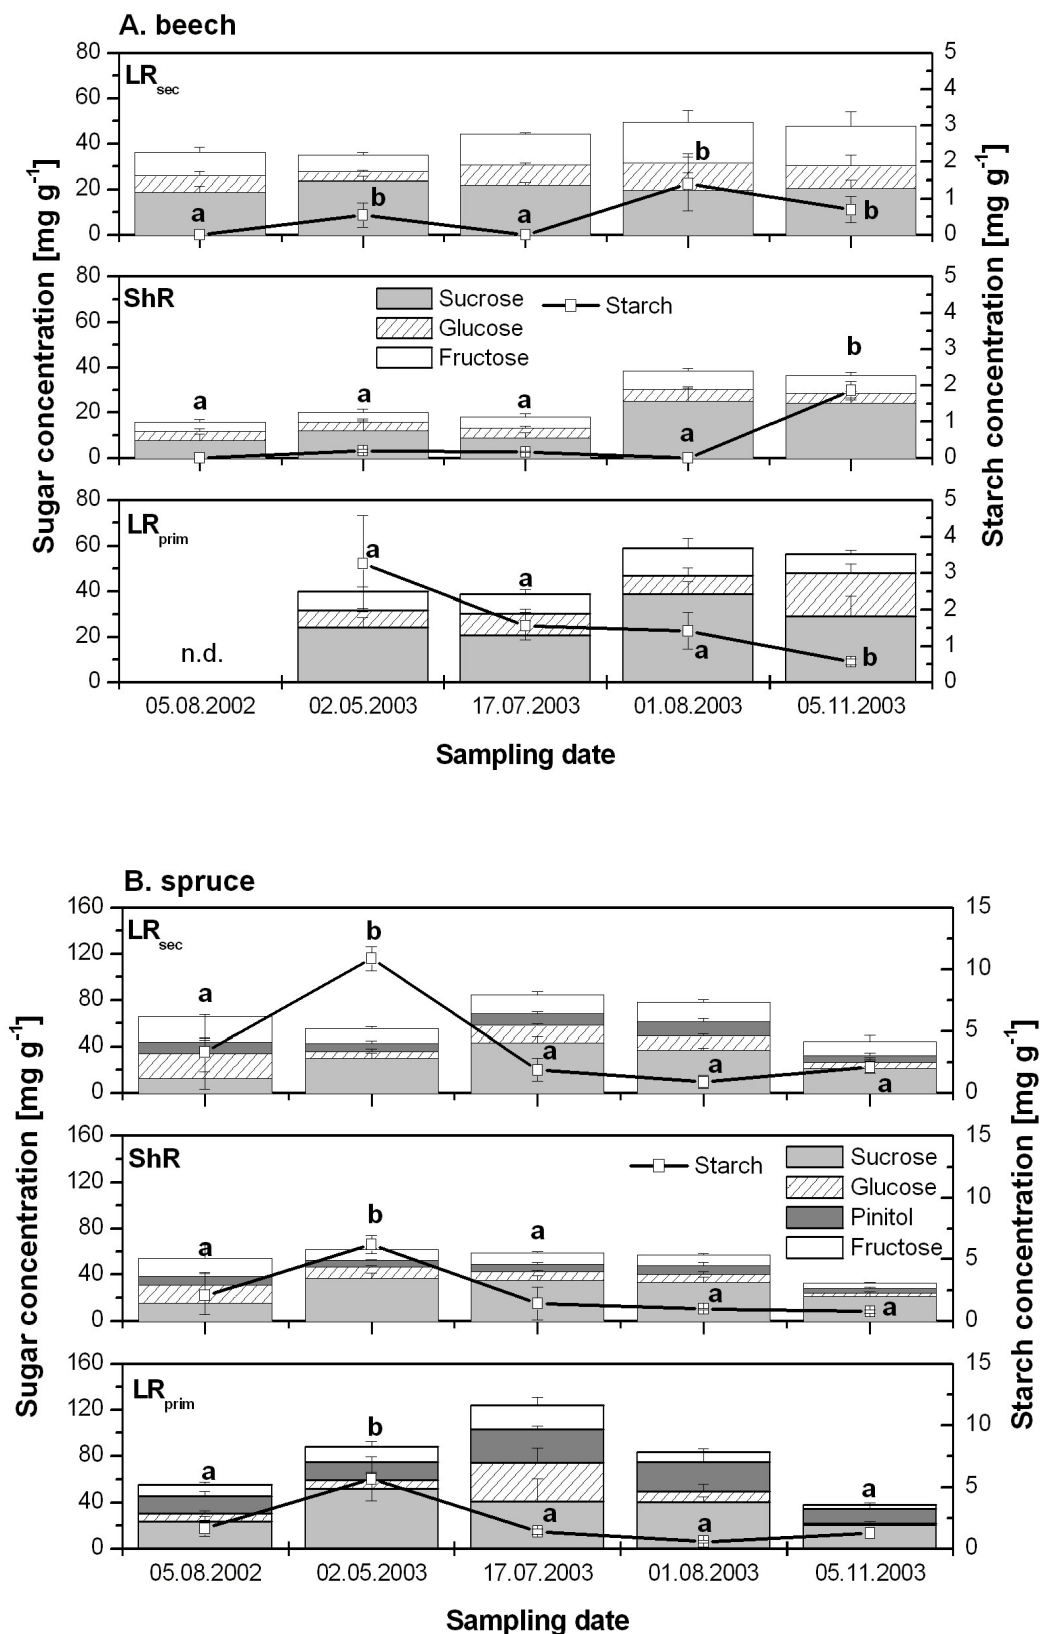 A. beech
Sugar concentration [mg g-1]
Starch concentration [mg g-1]
LRsec
80
60
40
20
0
5
4
3
2
1
0
a
b
a
b
b
ShR
80
60
40
20
0
5
4
3
2
1
0
Sucrose
Glucose
Fructose
Starch
a
a
a
a
b
LRprim
80
60
40
20
0
5
4
3
2
1
0
n.d.
a
a
a
b
05.08.2002 02.05.2003 17.07.2003 01.08.2003 05.11.2003
Sampling date
B. spruce
Sugar concentration [mg g-1]
Starch concentration [mg g-1]
LRsec
160
120
80
40
0
15
10
5
0
a
b
a
a
a
ShR
160
120
80
40
0
15
10
5
0
Starch
Sucrose
Glucose
Pinitol
Fructose
a
b
a
a
a
LRprim
160
120
80
40
0
15
10
5
0
a
b
a
a
a
05.08.2002 02.05.2003 17.07.2003 01.08.2003 05.11.2003
Sampling date